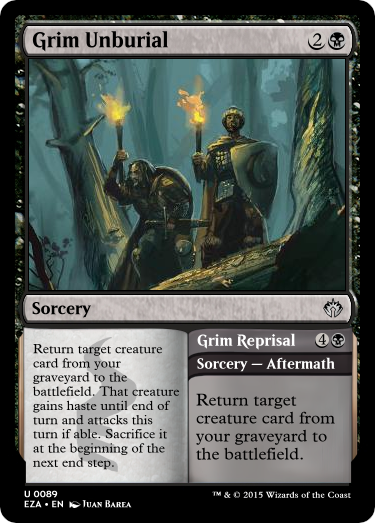 Grim Unburial 2
Sorcery
Return target creature
card from your
graveyard to the
battlefield. That creature
gains haste until end of
turn and attacks this
turn if able. Sacrifice it
at the beginning of the
next end step.
Grim Reprisal 4
Sorcery — Aftermath
Return target
creature card from
your graveyard to
the battlefield.
U 0089
EZA • EN Juan Barea
™ & © 2015 Wizards of the Coast